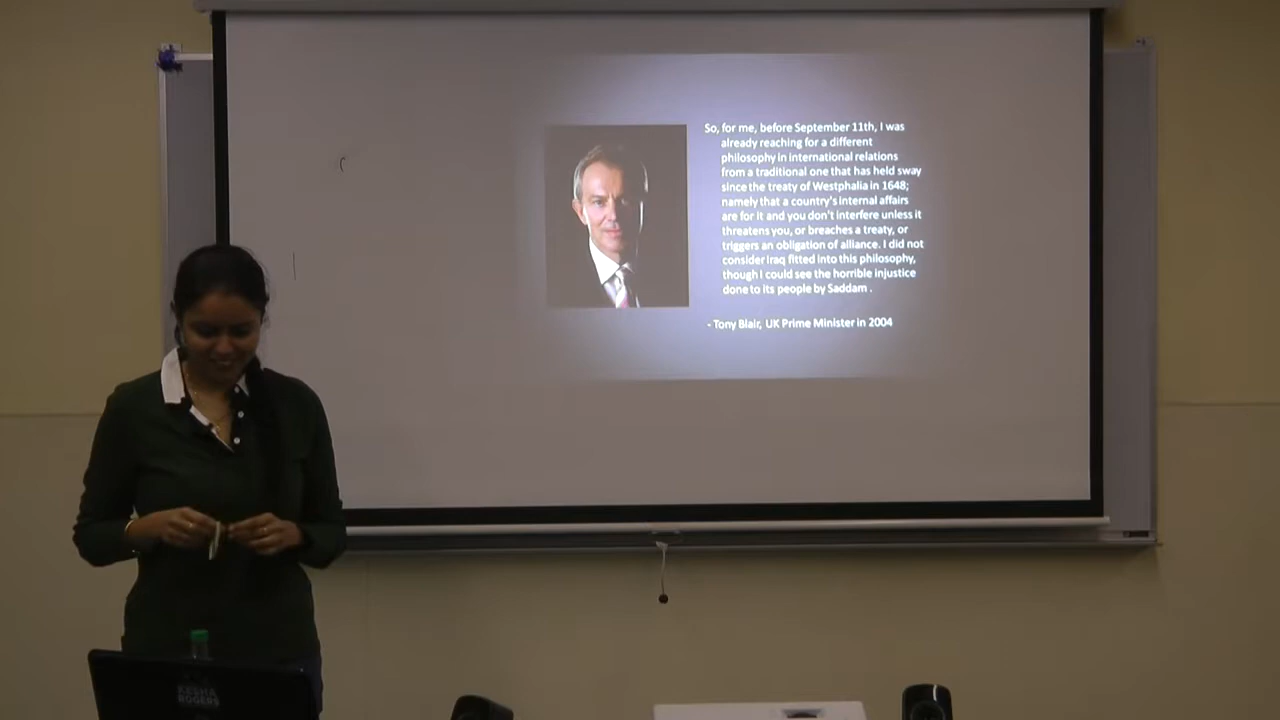 So, for me, before September 11th, I was
already reaching for a different
philosophy in international relations
from a traditional one that has held sway
since the treaty of Westphalia in 1648;
namely that a country's internal affairs
are for it and you don't interfere unless it
threatens you, or breaches a treaty, or
triggers an obligation of alliance. I did not
consider Iraq fitted into this philosophy,
though I could see the horrible injustice
done to its people by Saddam .
- Tony Blair, UK Prime Minister in 2004
KESHA
ROGERS